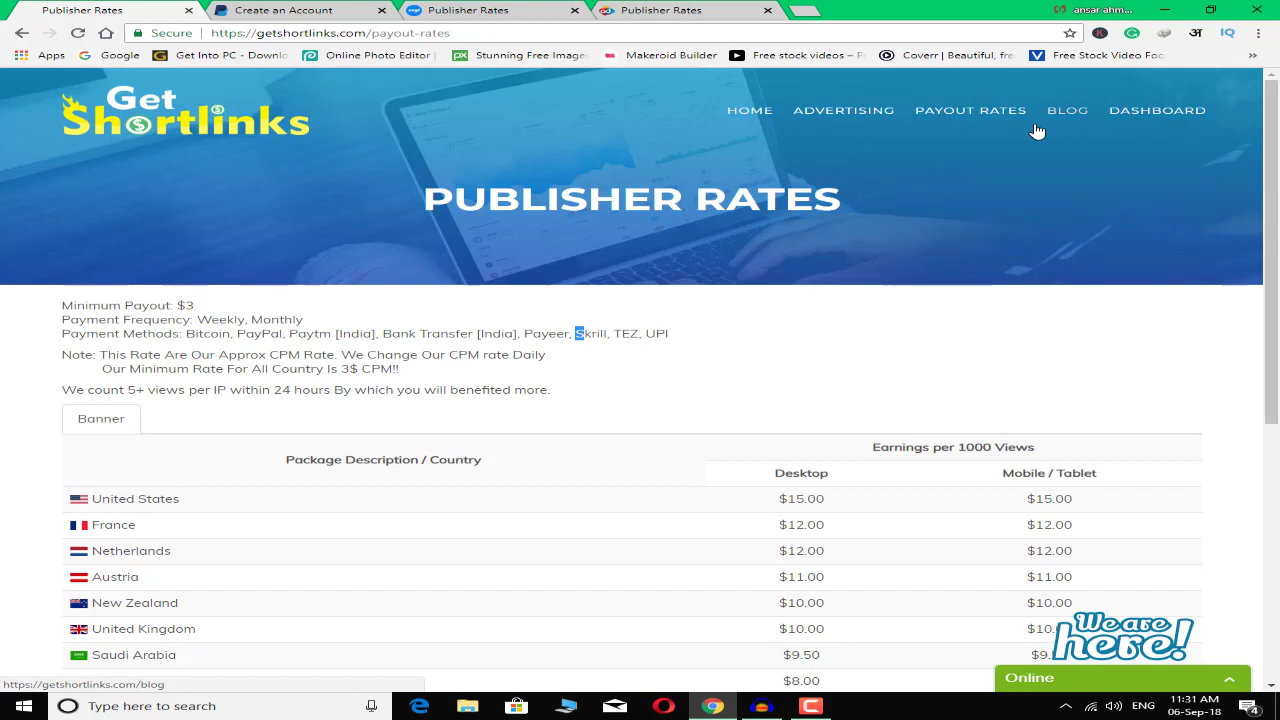 Publisher Rates
Create an Account
Publisher Rates
Publisher Rates
ansar ahm...
Secure https://getshortlinks.com/payout-rates
Apps Google Get Into PC - Downlo Online Photo Editor Stunning Free Image Makeroid Builder Free stock videos – P Coverr | Beautiful, fre Free Stock Video Foo
Get Shortlinks
HOME ADVERTISING PAYOUT RATES BLOG DASHBOARD
PUBLISHER RATES
Minimum Payout: $3
Payment Frequency: Weekly, Monthly
Payment Methods: Bitcoin, PayPal, Paytm [India], Bank Transfer [India], Payeer, Skrill, TEZ, UPI
Note: This Rate Are Our Approx CPM Rate. We Change Our CPM rate Daily
Our Minimum Rate For All Country Is 3$ CPM!!
We count 5+ views per IP within 24 hours By which you will benefited more.
Banner
Package Description / Country Earnings per 1000 Views
Desktop Mobile / Tablet
United States $15.00 $15.00
France $12.00 $12.00
Netherlands $12.00 $12.00
Austria $11.00 $11.00
New Zealand $10.00 $10.00
United Kingdom $10.00 $10.
Saudi Arabia $9.50 $9.
$8.00
We are here!
Online
https://getshortlinks.com/blog
Type here to search
ENG
11:31 AM
06-Sep-18
4